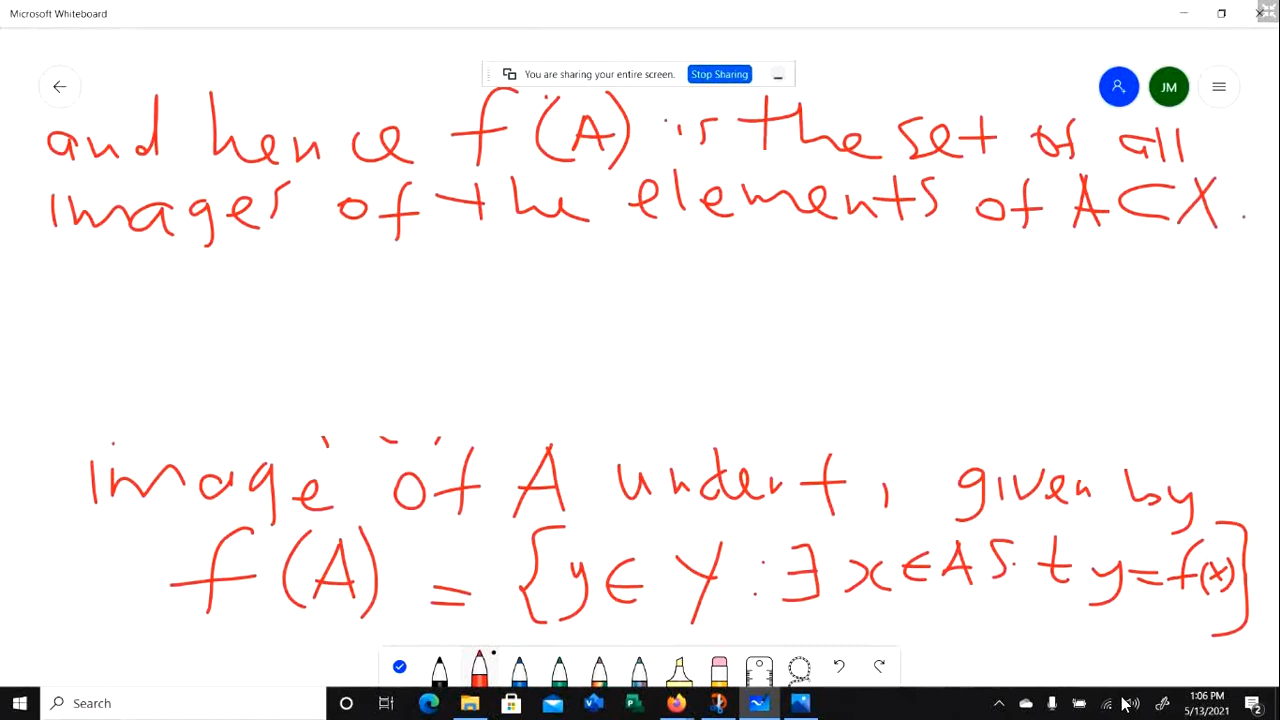 Microsoft Whiteboard
You are sharing your entire screen. Stop Sharing
JM
and hence f(A) is the set of all
images of the elements of A⊂X.
image of A under f, given by
f(A) = {y∈Y : ∃ x∈A s.t y=f(x)}
Search
1:06 PM
5/13/2021
2